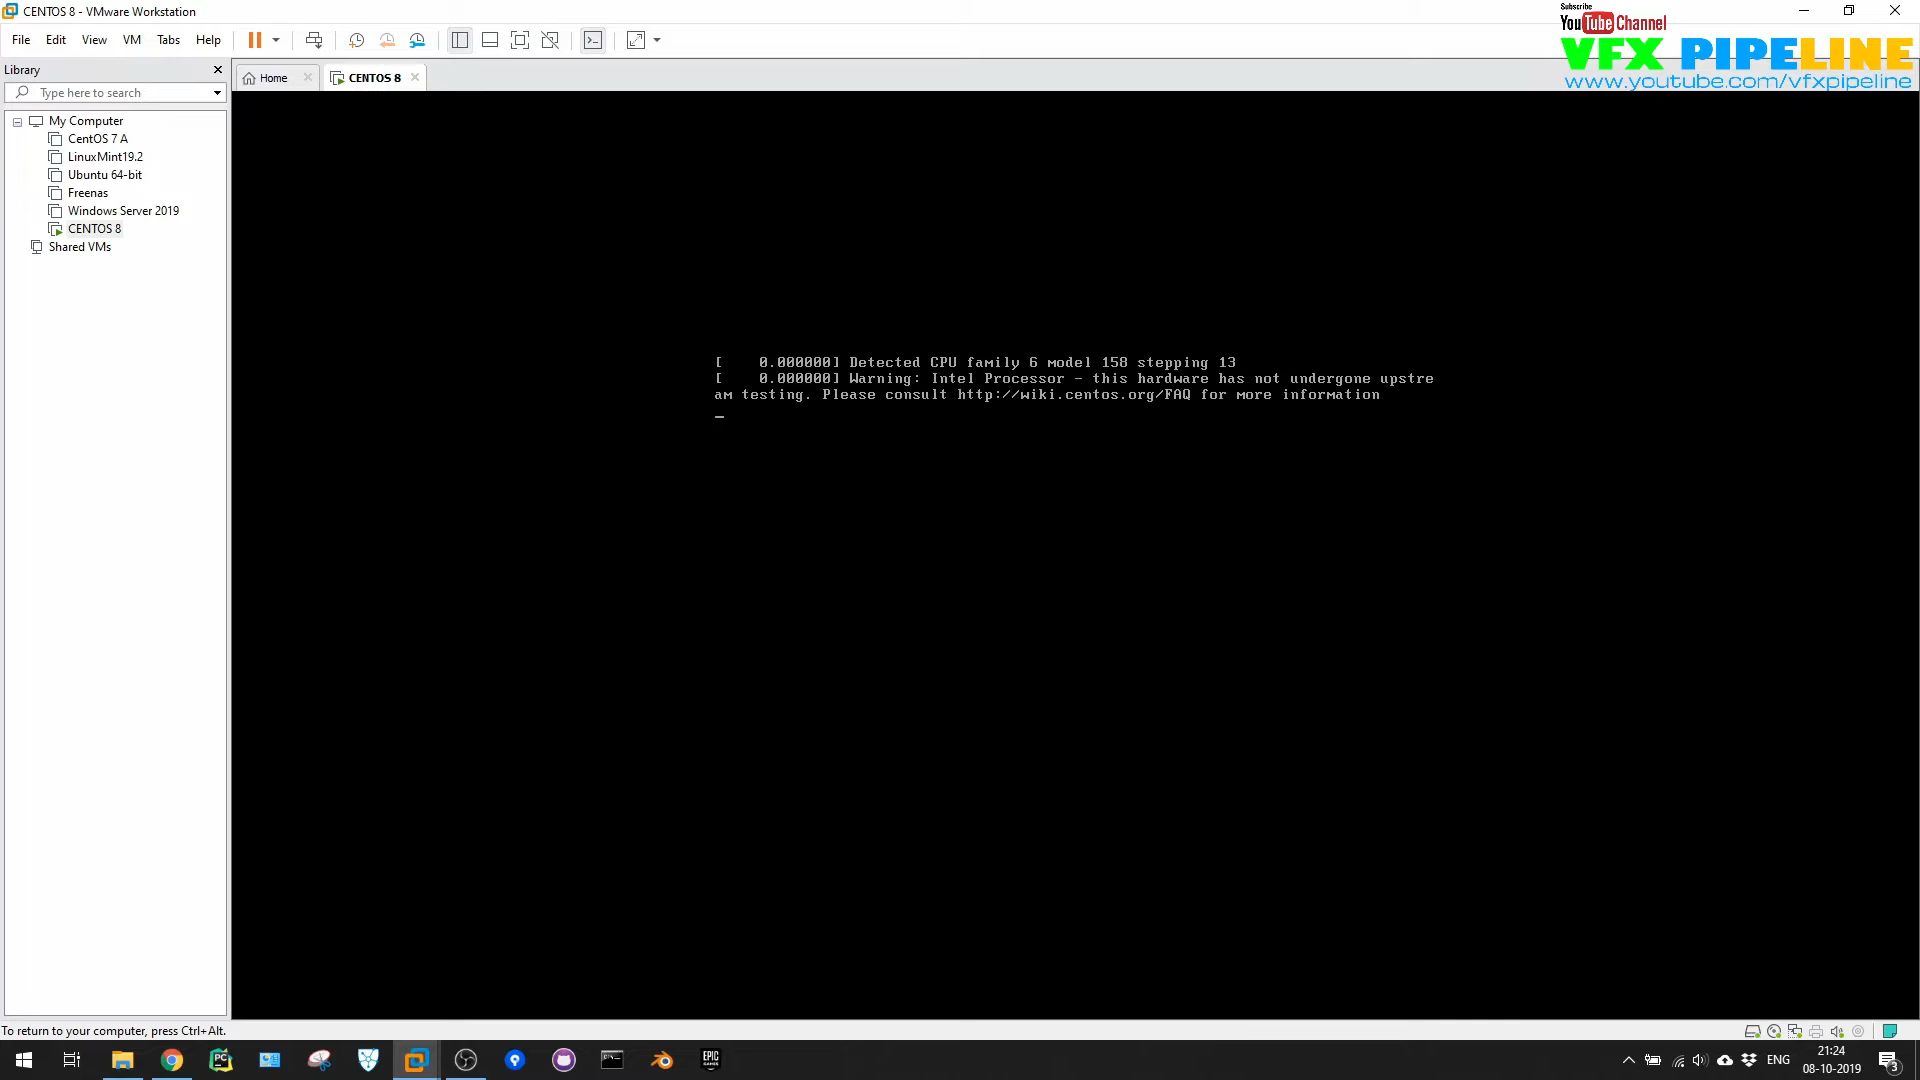 CENTOS 8 - VMware Workstation
Subscribe
YouTube Channel
VFX PIPELINE
www.youtube.com/vfxpipeline
File Edit View VM Tabs Help
Library
Type here to search
Home
CENTOS 8
My Computer
CentOS 7 A
LinuxMint19.2
Ubuntu 64-bit
Freenas
Windows Server 2019
CENTOS 8
Shared VMs
[    0.000000] Detected CPU family 6 model 158 stepping 13
[    0.000000] Warning: Intel Processor - this hardware has not undergone upstre
am testing. Please consult http://wiki.centos.org/FAQ for more information
_
To return to your computer, press Ctrl+Alt.
PC
EPIC
GAMES
ENG
21:24
08-10-2019
3